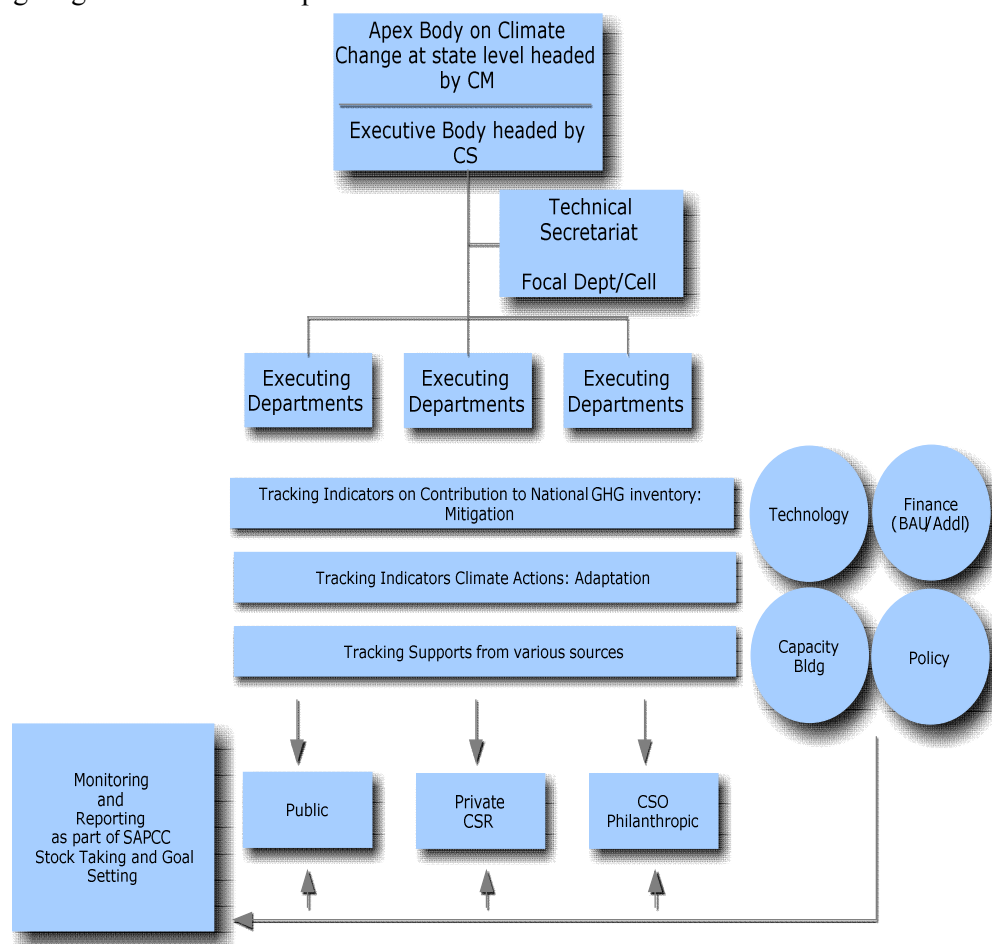 Apex Body on Climate
Change at state level headed
by CM
Executive Body headed by
CS
Technical
Secretariat
Focal Dept/Cell
Executing
Departments
Executing
Departments
Executing
Departments
Tracking Indicators on Contribution to National GHG inventory:
Mitigation
Technology
Finance
(BAU/Addl)
Tracking Indicators Climate Actions: Adaptation
Tracking Supports from various sources
Capacity
Bldg
Policy
Monitoring
and
Reporting
as part of SAPCC
Stock Taking and Goal
Setting
Public
Private
CSR
CSO
Philanthropic